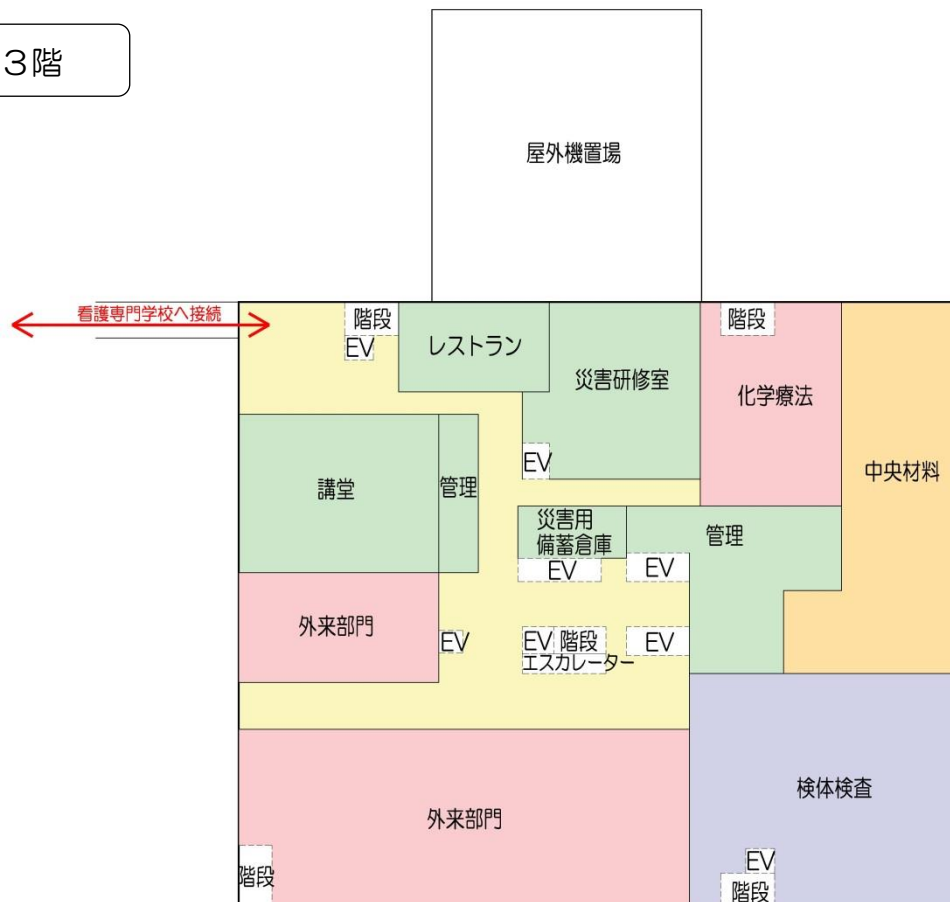 ３階
屋外機置場
看護専門学校へ接続
階段
EV
レストラン
災害研修室
階段
化学療法
中央材料
EV
講堂
管理
災害用
備蓄倉庫
管理
EV
EV
外来部門
EV
EV
階段
EV
エスカレーター
外来部門
検体検査
階段
EV
階段